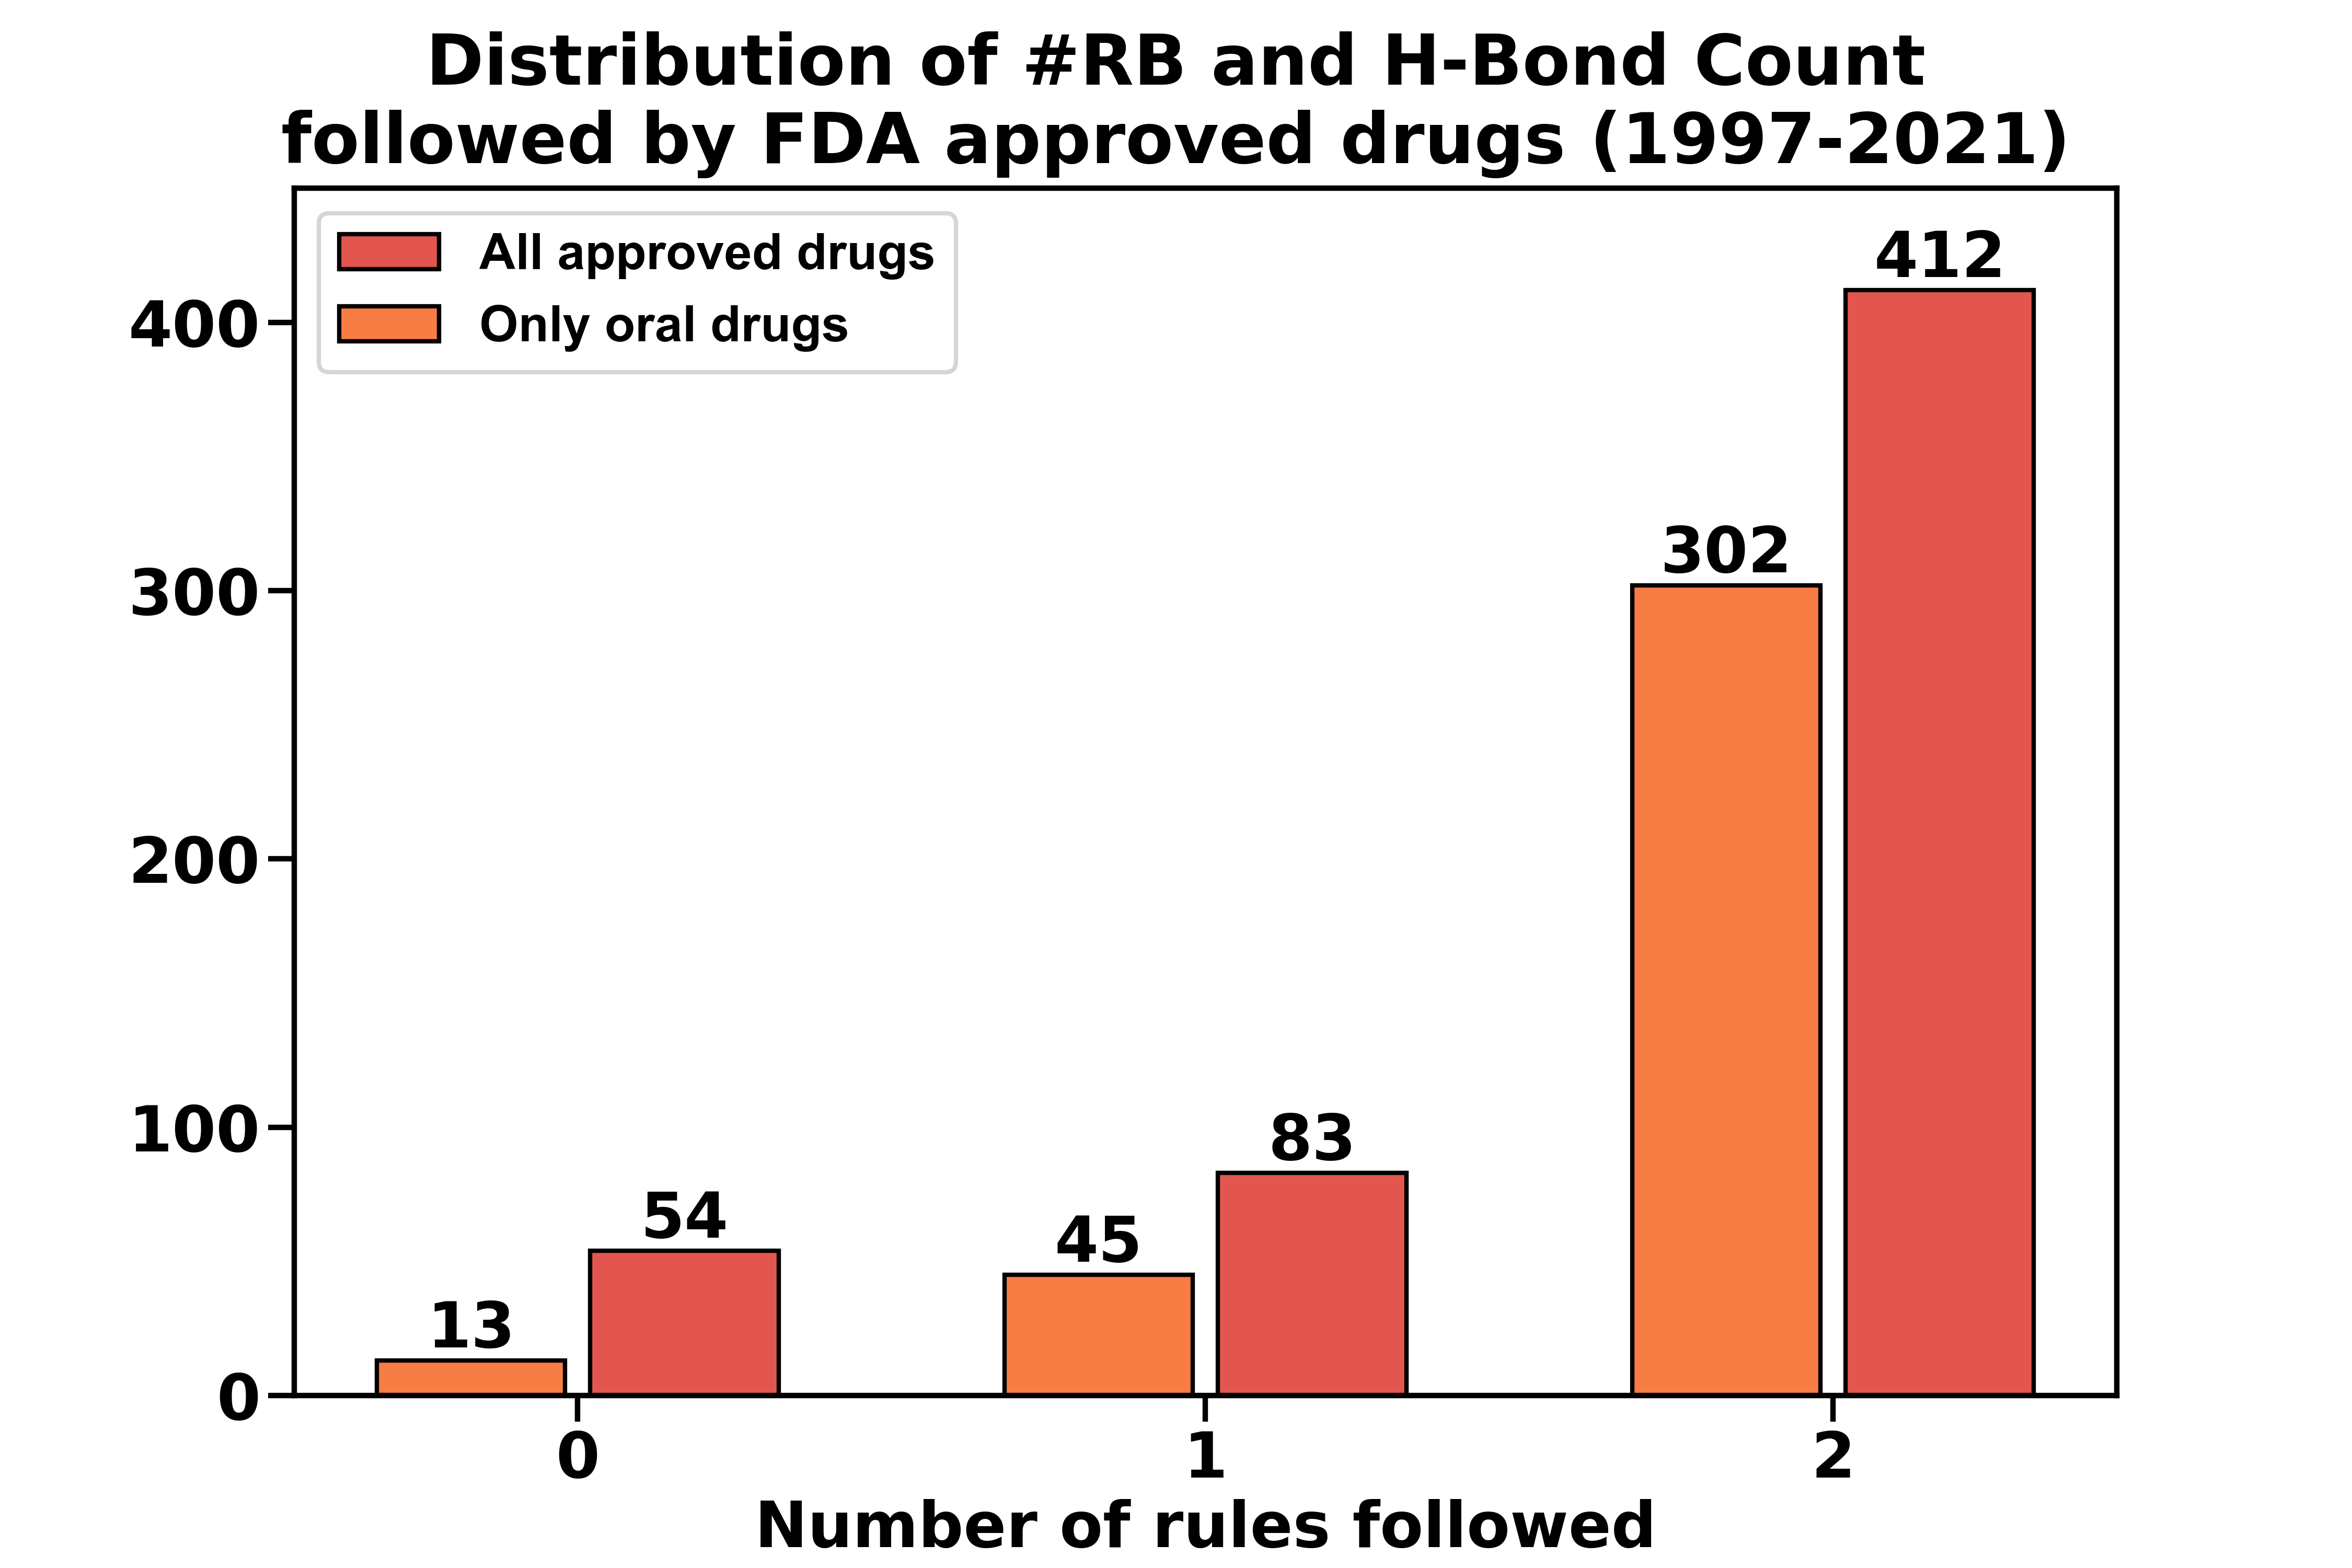 Distribution of #RB and H-Bond Count
followed by FDA approved drugs (1997-2021)
All approved drugs
Only oral drugs
400
300
200
100
0
13
54
45
83
302
412
0
1
2
Number of rules followed